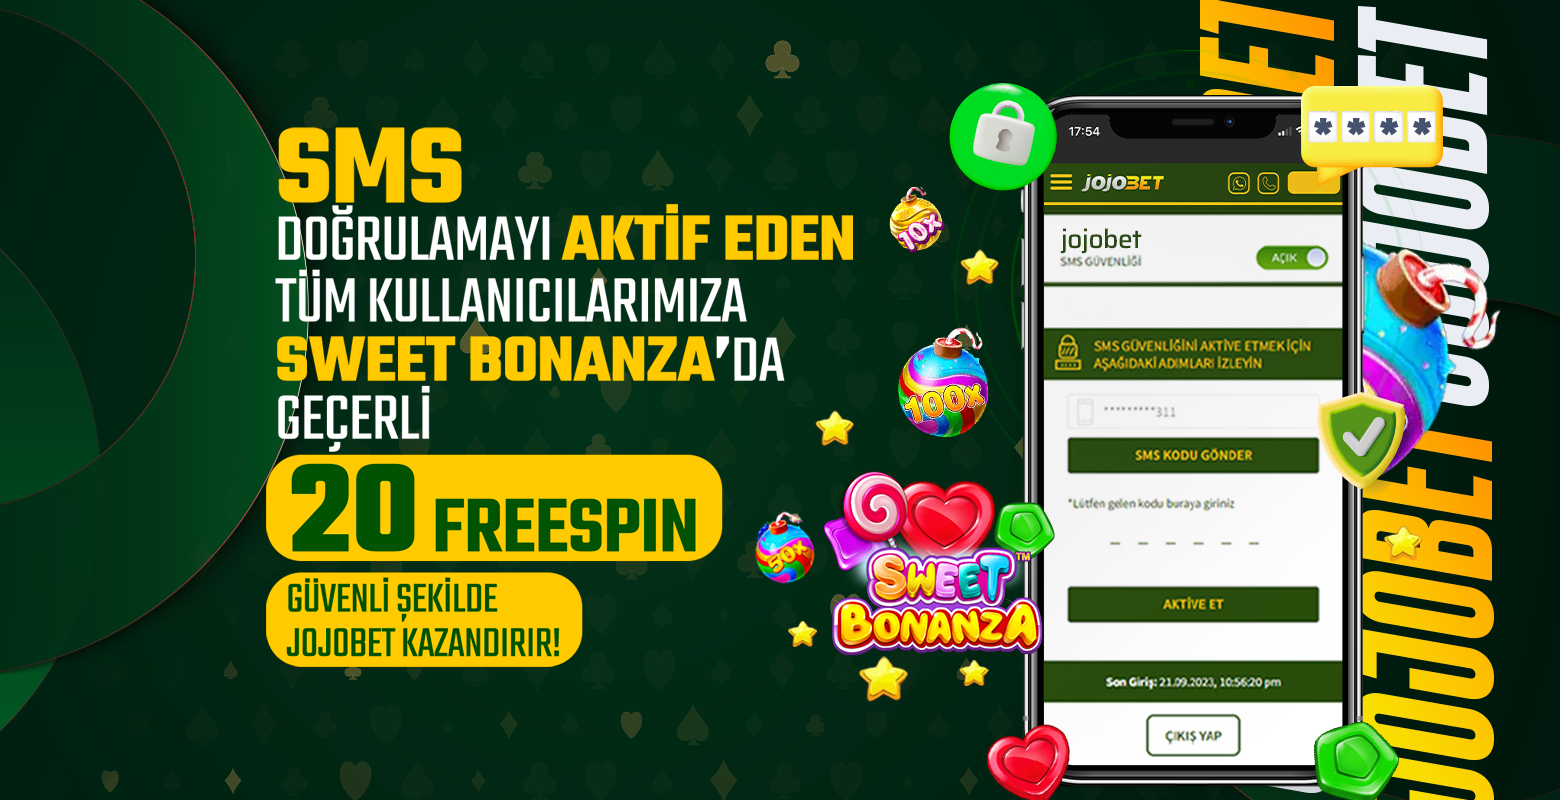 SMS
DOĞRULAMAYI AKTİF EDEN
TÜM KULLANICILARIMIZA
SWEET BONANZA'DA
GEÇERLİ
20 FREESPIN
GÜVENLİ ŞEKİLDE
JOJOBET KAZANDIRIR!
10x
100x
50x
SWEET
BONANZA™
17:54
* * * *
JOJOBET
jojobet
SMS GÜVENLİĞİ
AÇIK
SMS GÜVENLİĞİNİ AKTİVE ETMEK İÇİN
AŞAĞIDAKİ ADIMLARI İZLEYİN
*********311
SMS KODU GÖNDER
*Lütfen gelen kodu buraya giriniz
_ _ _ _ _ _
AKTİVE ET
Son Giriş: 21.09.2023, 10:56:20 pm
ÇIKIŞ YAP
JOJOBET
JOJOBET